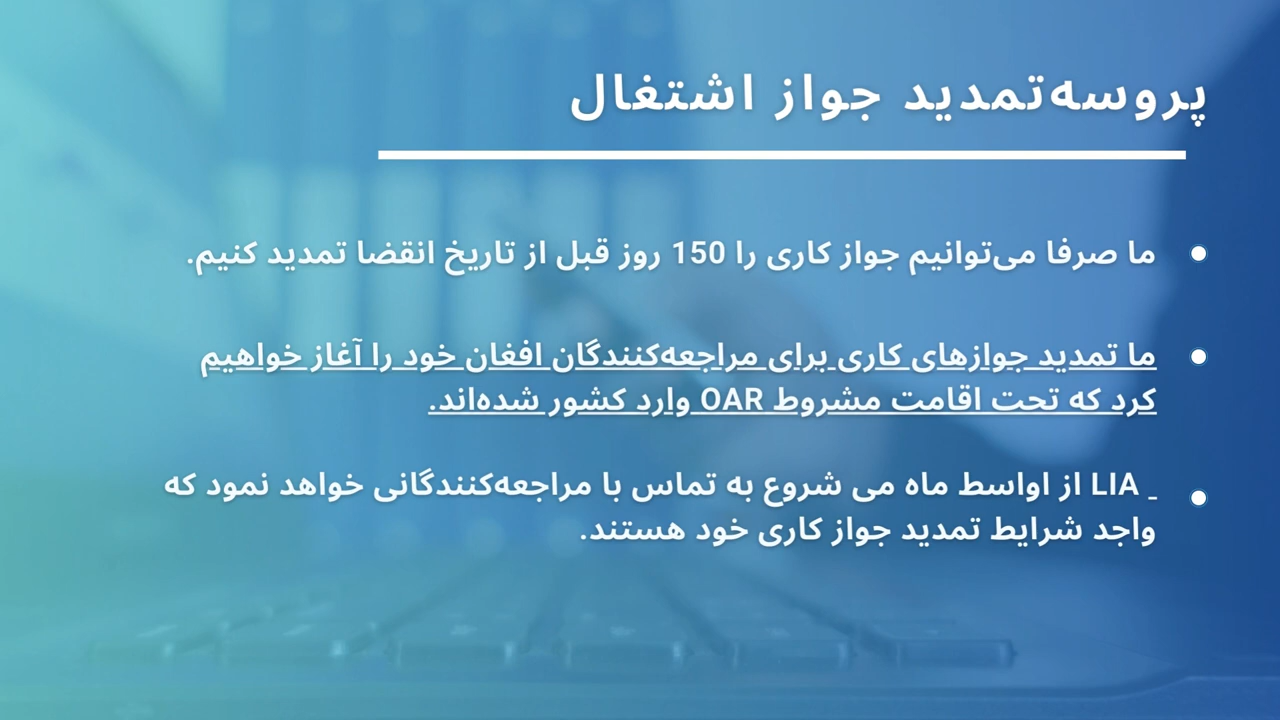 پروسه‌تمدید جواز اشتغال
ما صرفا می‌توانیم جواز کاری را 150 روز قبل از تاریخ انقضا تمدید کنیم.
ما تمدید جوازهای کاری برای مراجعه‌کنندگان افغان خود را آغاز خواهیم
کرد که تحت اقامت مشروط OAR وارد کشور شده‌اند.
_ LIA از اواسط ماه می شروع به تماس با مراجعه‌کنندگانی خواهد نمود که
واجد شرایط تمدید جواز کاری خود هستند.